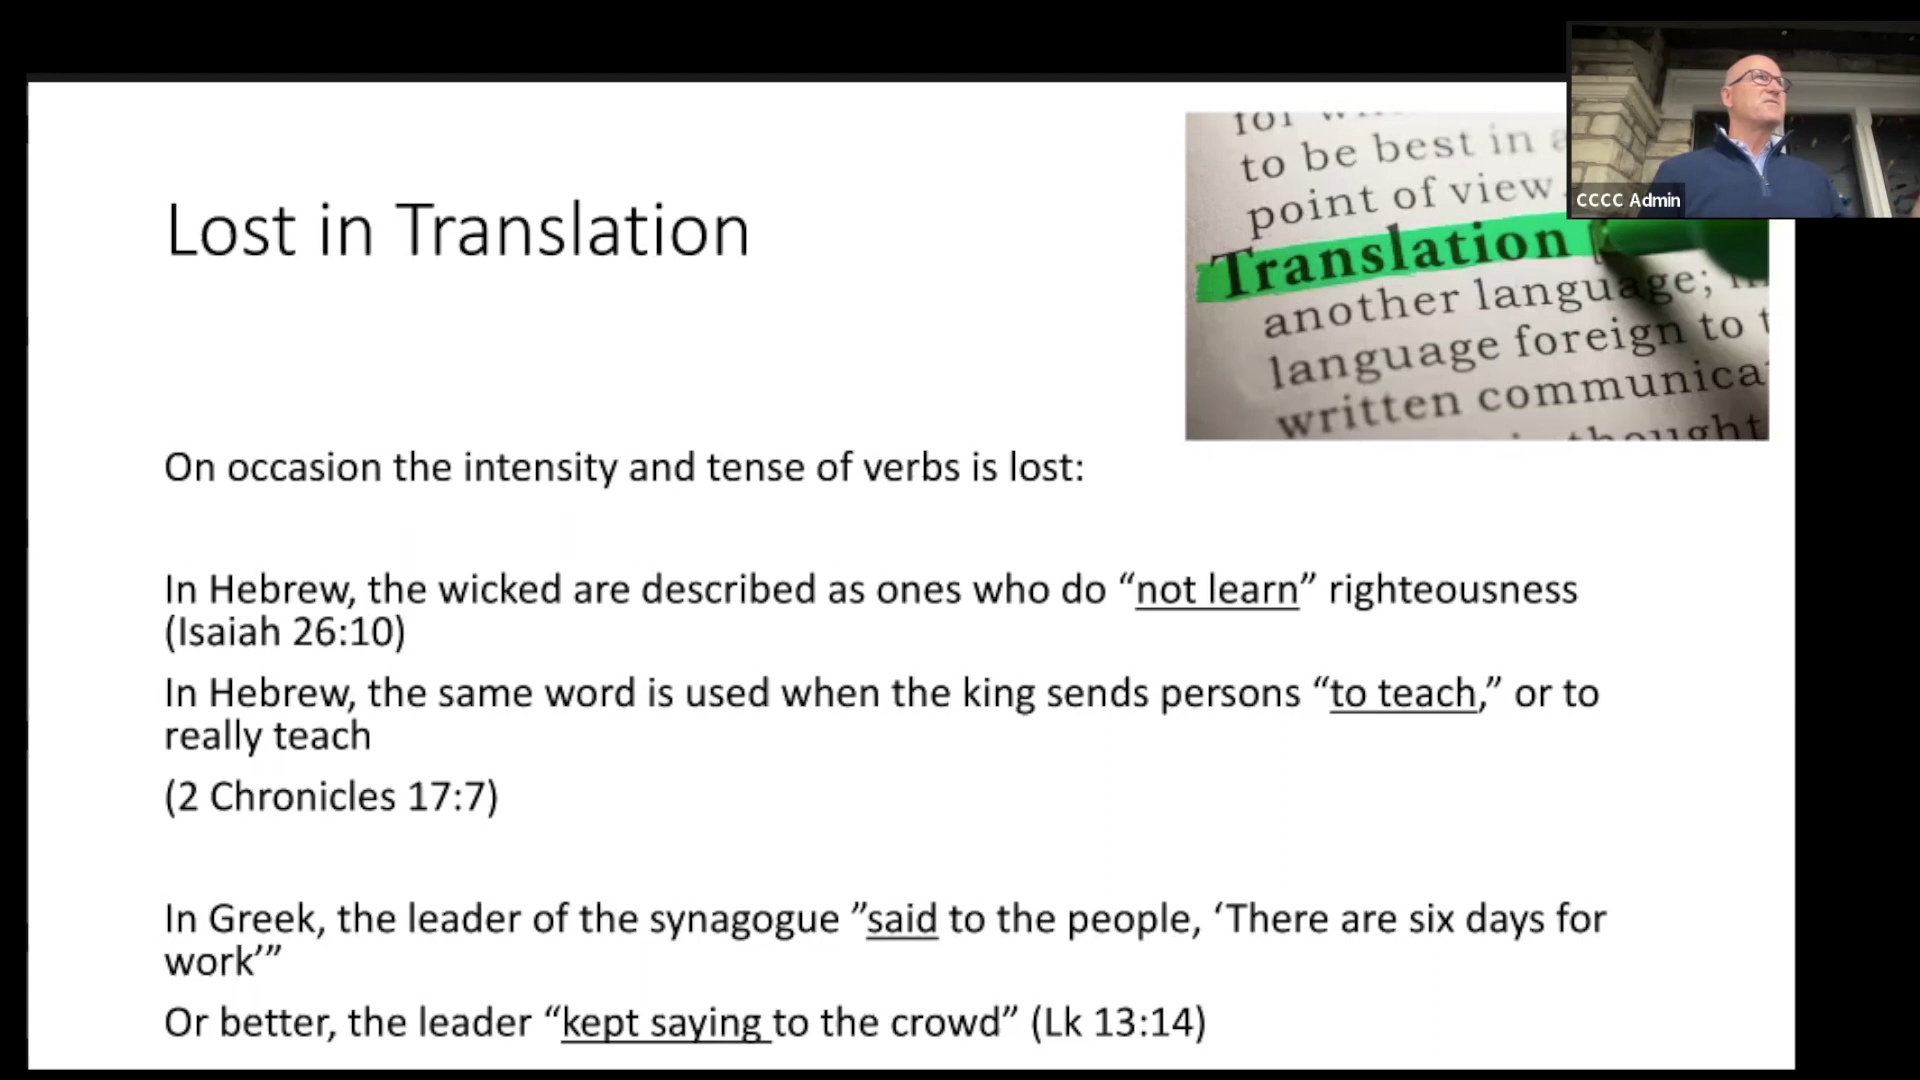 CCCC Admin
to be best in
point of view
Translation
another language;
language foreign to
written
thought
Lost in Translation
On occasion the intensity and tense of verbs is lost:
In Hebrew, the wicked are described as ones who do “not learn” righteousness
(Isaiah 26:10)
In Hebrew, the same word is used when the king sends persons “to teach,” or to
really teach
(2 Chronicles 17:7)
In Greek, the leader of the synagogue ”said to the people, ‘There are six days for
work’”
Or better, the leader “kept saying to the crowd” (Lk 13:14)